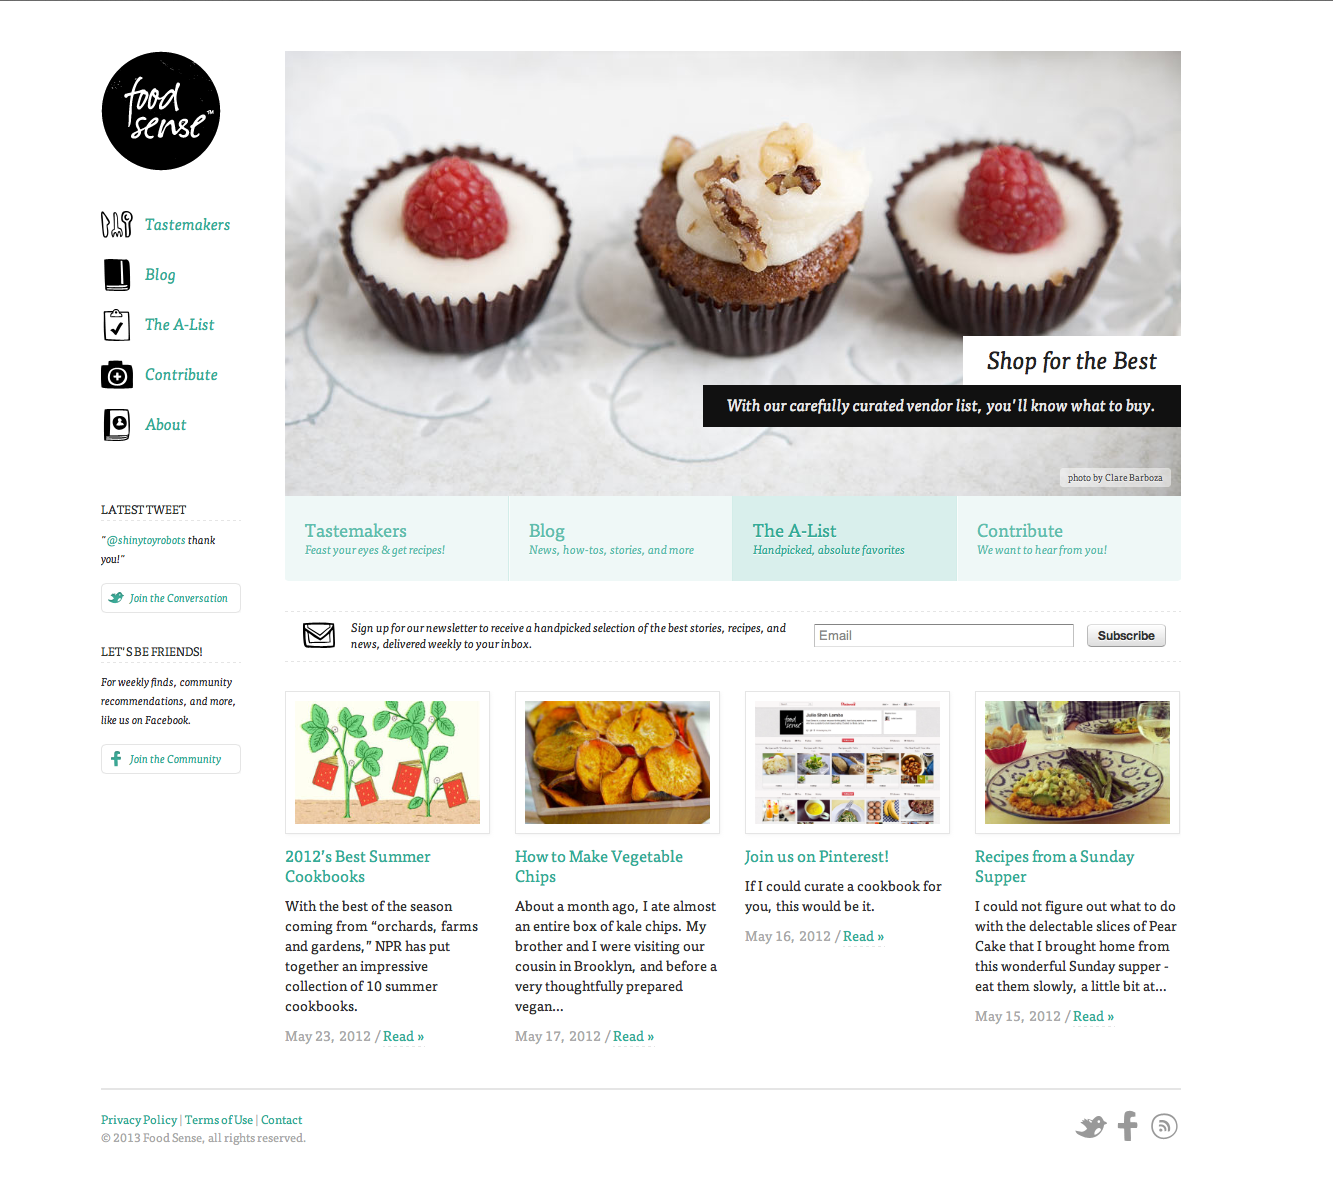 food
sense™
Tastemakers
Blog
The A-List
Contribute
About
LATEST TWEET
"@shinytoyrobots thank
you!"
Join the Conversation
LET'S BE FRIENDS!
For weekly finds, community
recommendations, and more,
like us on Facebook.
Join the Community
Shop for the Best
With our carefully curated vendor list, you'll know what to buy.
photo by Clare Barboza
Tastemakers
Feast your eyes & get recipes!
Blog
News, how-tos, stories, and more
The A-List
Handpicked, absolute favorites
Contribute
We want to hear from you!
Sign up for our newsletter to receive a handpicked selection of the best stories, recipes, and
news, delivered weekly to your inbox.
Email
Subscribe
2012's Best Summer
Cookbooks
With the best of the season
coming from “orchards, farms
and gardens,” NPR has put
together an impressive
collection of 10 summer
cookbooks.
May 23, 2012 / Read »
How to Make Vegetable
Chips
About a month ago, I ate almost
an entire box of kale chips. My
brother and I were visiting our
cousin in Brooklyn, and before a
very thoughtfully prepared
vegan...
May 17, 2012 / Read »
food
sense
Julie Shah Lomba
Join us on Pinterest!
If I could curate a cookbook for
you, this would be it.
May 16, 2012 / Read »
Recipes from a Sunday
Supper
I could not figure out what to do
with the delectable slices of Pear
Cake that I brought home from
this wonderful Sunday supper -
eat them slowly, a little bit at...
May 15, 2012 / Read »
Privacy Policy | Terms of Use | Contact
© 2013 Food Sense, all rights reserved.